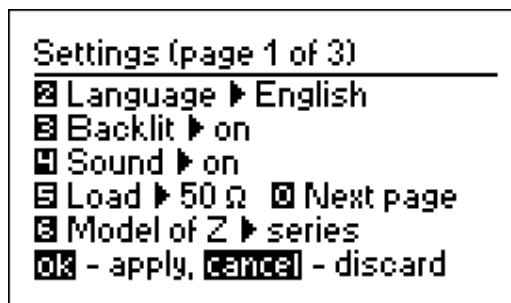 Settings (page 1 of 3)
2 Language ▶ English
3 Backlit ▶ on
4 Sound ▶ on
5 Load ▶ 50 Ω 0 Next page
6 Model of Z ▶ series
ok - apply, cancel - discard